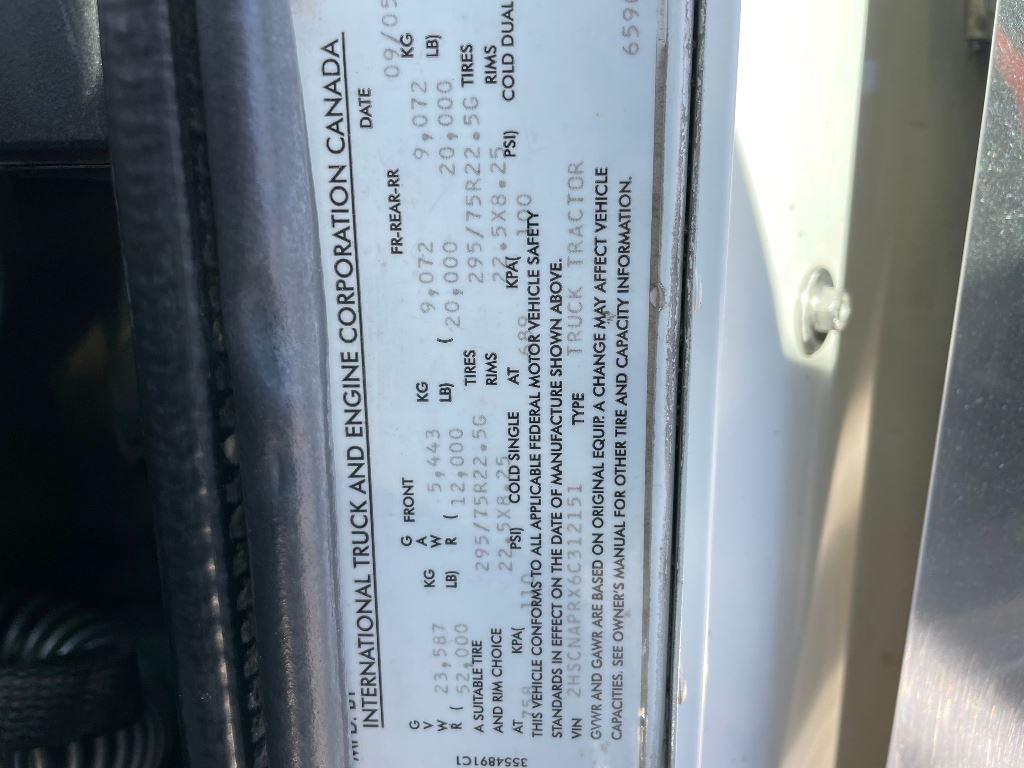 INTERNATIONAL TRUCK AND ENGINE CORPORATION CANADA
DATE 09/05
G FRONT FR-REAR-RR
G A
V W 5,443 KG 9,072 9,072 KG
W 23,587 KG R ( 12,000 LB) ( 20,000 20,000 LB)
R ( 52,000 LB)
A SUITABLE TIRE 295/75R22.5G TIRES 295/75R22.5G TIRES
AND RIM CHOICE 22.5X8.25 RIMS 22.5X8.25 RIMS
AT 758 KPA( 110 PSI) COLD SINGLE AT 689 KPA( 100 PSI) COLD DUAL
THIS VEHICLE CONFORMS TO ALL APPLICABLE FEDERAL MOTOR VEHICLE SAFETY
STANDARDS IN EFFECT ON THE DATE OF MANUFACTURE SHOWN ABOVE.
VIN 2HSCNAPRX6C312151 TYPE TRUCK TRACTOR
GVWR AND GAWR ARE BASED ON ORIGINAL EQUIP. A CHANGE MAY AFFECT VEHICLE
CAPACITIES. SEE OWNER'S MANUAL FOR OTHER TIRE AND CAPACITY INFORMATION.
3554891C1